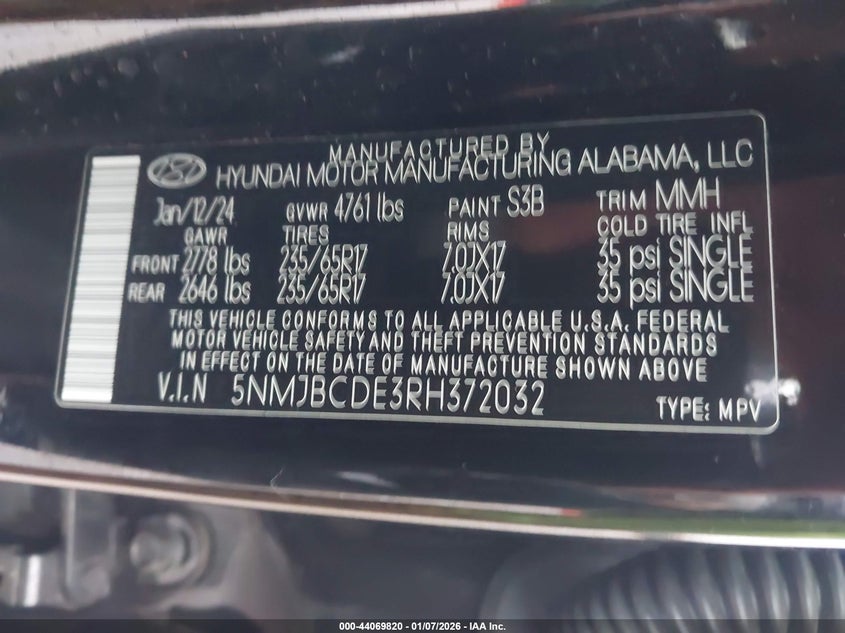 MANUFACTURED BY
HYUNDAI MOTOR MANUFACTURING ALABAMA, LLC
Jan/12/24 GVWR 4761 lbs PAINT S3B TRIM MMH
GAWR TIRES RIMS COLD TIRE INFL
FRONT 2778 lbs 235/65R17 7.0JX17 35 psi SINGLE
REAR 2646 lbs 235/65R17 7.0JX17 35 psi SINGLE
THIS VEHICLE CONFORMS TO ALL APPLICABLE U.S.A. FEDERAL
MOTOR VEHICLE SAFETY AND THEFT PREVENTION STANDARDS
IN EFFECT ON THE DATE OF MANUFACTURE SHOWN ABOVE
V.I.N 5NMJBCDE3RH372032 TYPE: MPV
000-44069820 - 01/07/2026 - IAA Inc.